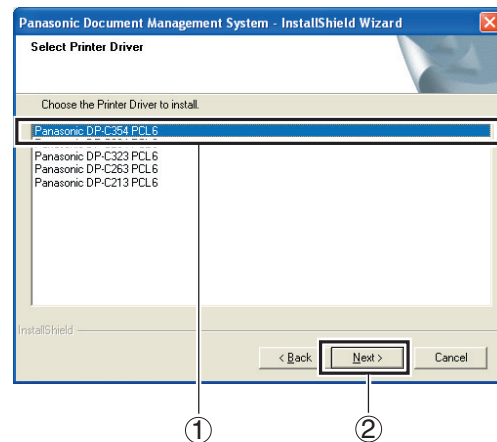 Panasonic Document Management System - InstallShield Wizard
Select Printer Driver
Choose the Printer Driver to install.
Panasonic DP-C354 PCL6
Panasonic DP-C323 PCL6
Panasonic DP-C263 PCL6
Panasonic DP-C213 PCL6
InstallShield
< Back Next > Cancel
① ②